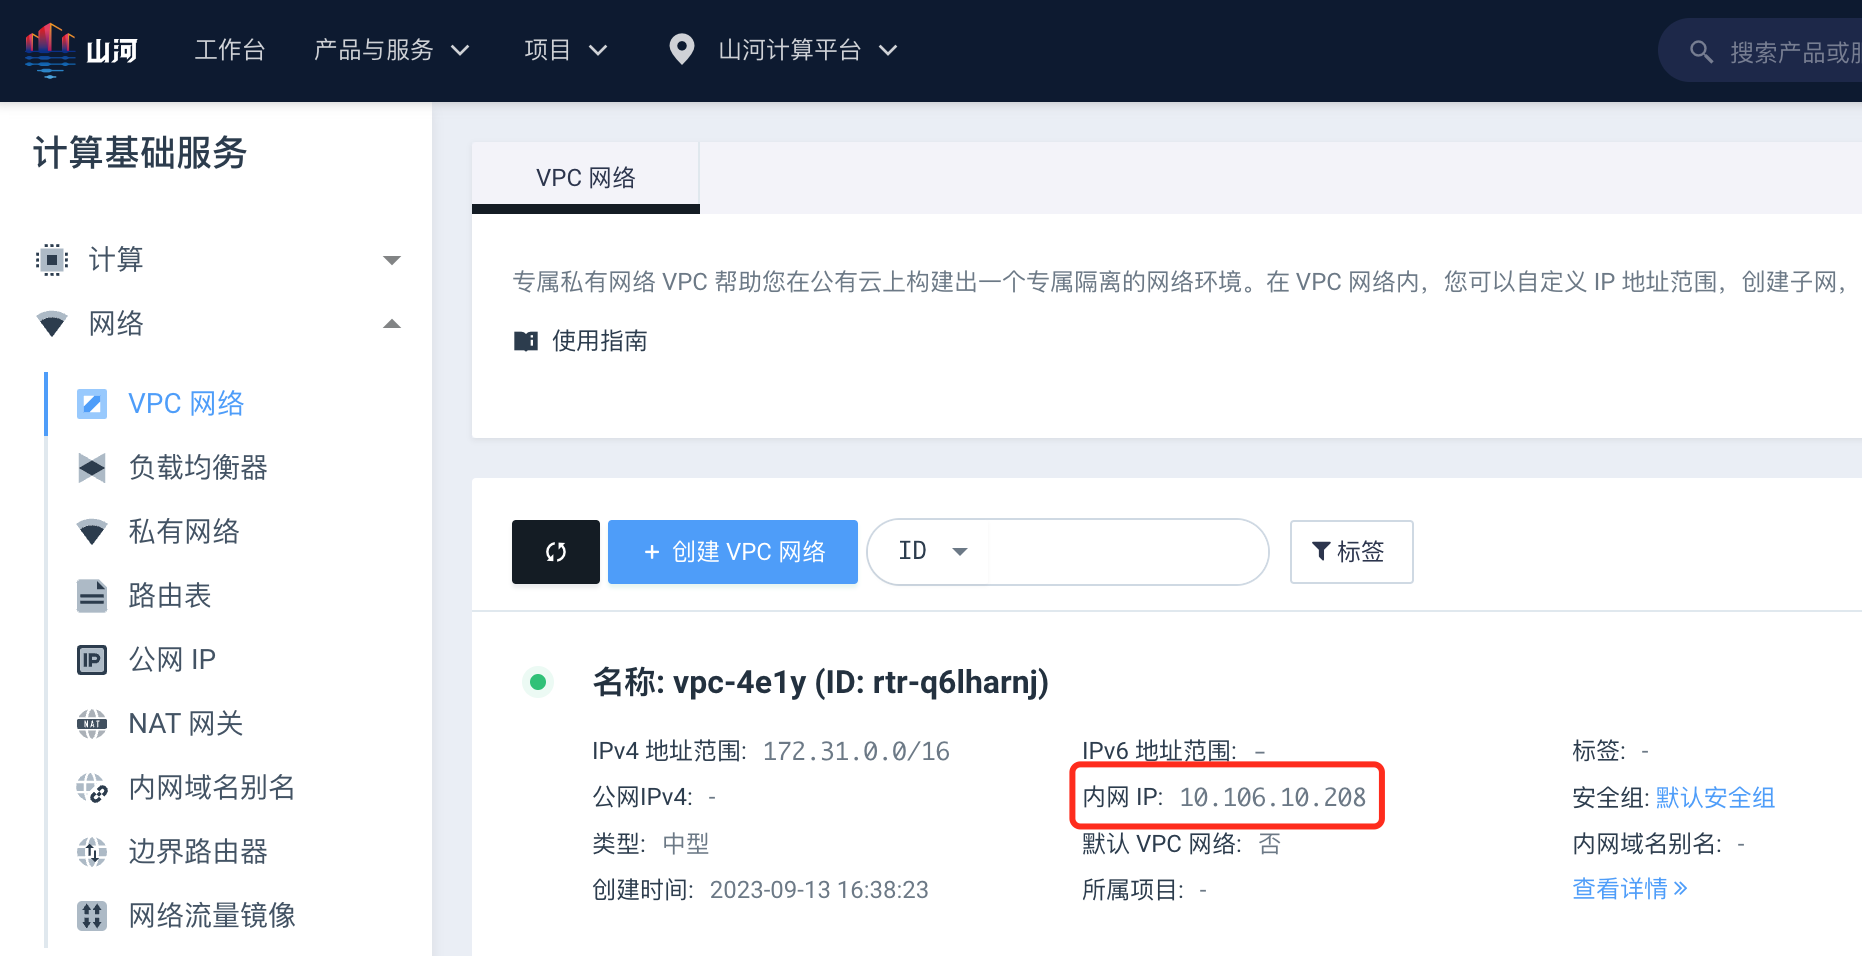 山河
工作台
产品与服务
项目
山河计算平台
搜索产品或
计算基础服务
计算
网络
VPC 网络
负载均衡器
私有网络
路由表
公网 IP
NAT 网关
内网域名别名
边界路由器
网络流量镜像
VPC 网络
专属私有网络 VPC 帮助您在公有云上构建出一个专属隔离的网络环境。在 VPC 网络内，您可以自定义 IP 地址范围，创建子网，
使用指南
+ 创建 VPC 网络
ID
标签
名称: vpc-4e1y (ID: rtr-q6lharnj)
IPv4 地址范围: 172.31.0.0/16
IPv6 地址范围: -
标签: -
公网IPv4: -
内网 IP: 10.106.10.208
安全组: 默认安全组
类型: 中型
默认 VPC 网络: 否
内网域名别名: -
创建时间: 2023-09-13 16:38:23
所属项目: -
查看详情 »